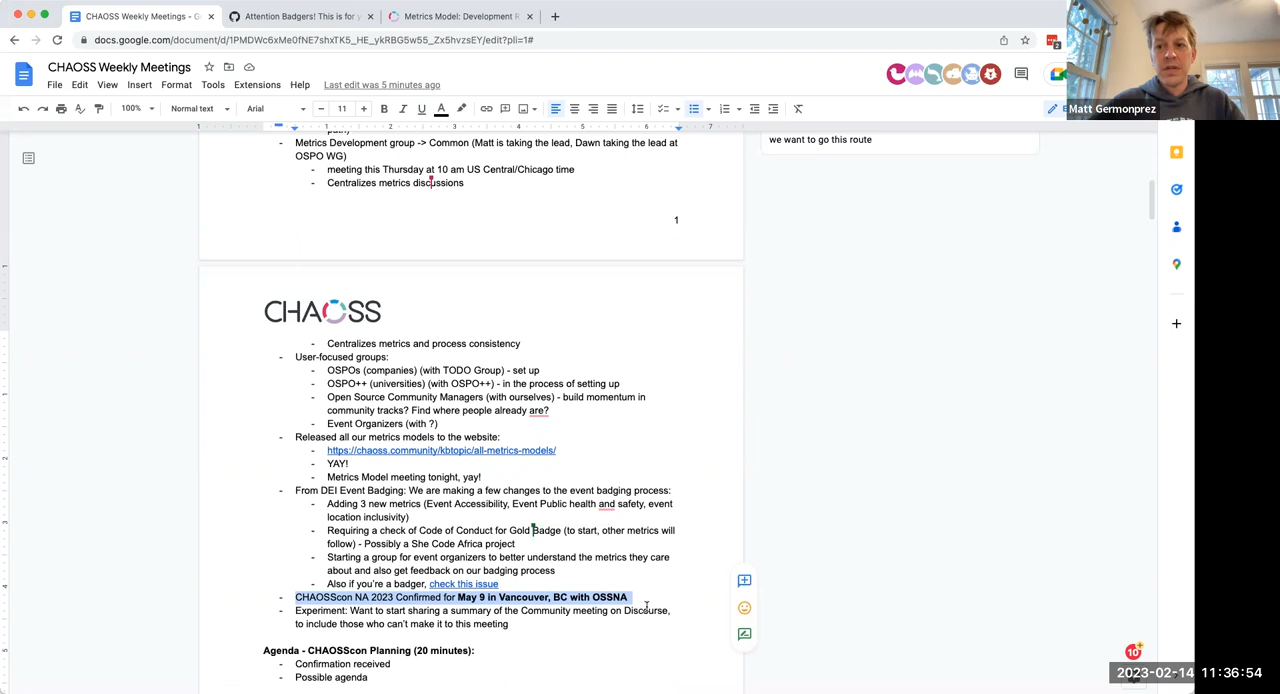 CHAOSS Weekly Meetings - G
Attention Badgers! This is for y
Metrics Model: Development R
docs.google.com/document/d/1PMDWc6xMe0fNE7shxTK5_HE_ykRBG5w55_Zx5hvzsEY/edit?pli=1#
2
CHAOSS Weekly Meetings
File Edit View Insert Format Tools Extensions Help Last edit was 5 minutes ago
100% Normal text Arial 11
Matt Germonprez
1 1 2 3 4 5 6 7
path)
Metrics Development group -> Common (Matt is taking the lead, Dawn taking the lead at
OSPO WG)
- meeting this Thursday at 10 am US Central/Chicago time
- Centralizes metrics discussions
we want to go this route
1
CHAOSS
- Centralizes metrics and process consistency
- User-focused groups:
- OSPOs (companies) (with TODO Group) - set up
- OSPO++ (universities) (with OSPO++) - in the process of setting up
- Open Source Community Managers (with ourselves) - build momentum in
community tracks? Find where people already are?
- Event Organizers (with ?)
- Released all our metrics models to the website:
- https://chaoss.community/kbtopic/all-metrics-models/
- YAY!
- Metrics Model meeting tonight, yay!
- From DEI Event Badging: We are making a few changes to the event badging process:
- Adding 3 new metrics (Event Accessibility, Event Public health and safety, event
location inclusivity)
- Requiring a check of Code of Conduct for Gold Badge (to start, other metrics will
follow) - Possibly a She Code Africa project
- Starting a group for event organizers to better understand the metrics they care
about and also get feedback on our badging process
- Also if you're a badger, check this issue
- CHAOSScon NA 2023 Confirmed for May 9 in Vancouver, BC with OSSNA
- Experiment: Want to start sharing a summary of the Community meeting on Discourse,
to include those who can't make it to this meeting
Agenda - CHAOSScon Planning (20 minutes):
- Confirmation received
- Possible agenda
10
2023-02-14 11:36:54